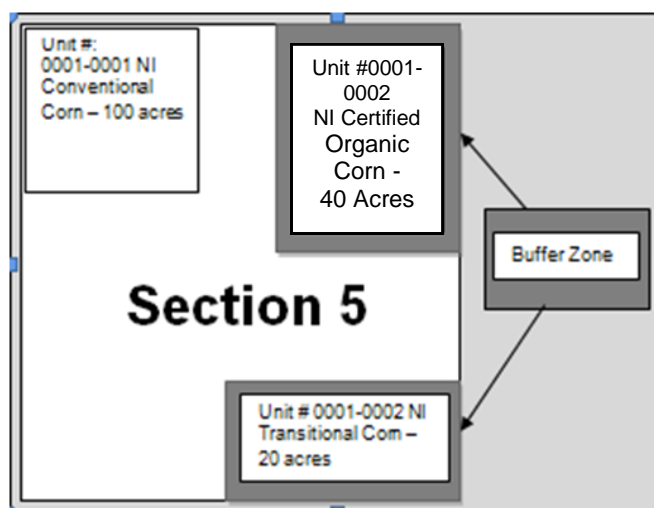 Unit #:
0001-0001 NI
Conventional
Corn – 100 acres
Unit #0001-
0002
NI Certified
Organic
Corn -
40 Acres
Buffer Zone
Section 5
Unit # 0001-0002 NI
Transitional Corn –
20 acres